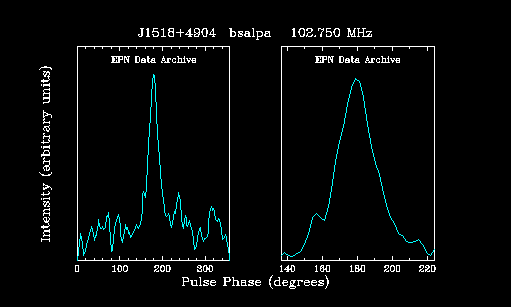 J1518+4904 bsalpa 102.750 MHz
EPN Data Archive EPN Data Archive
Intensity (arbitrary units)
0 100 200 300 140 160 180 200 220
Pulse Phase (degrees)